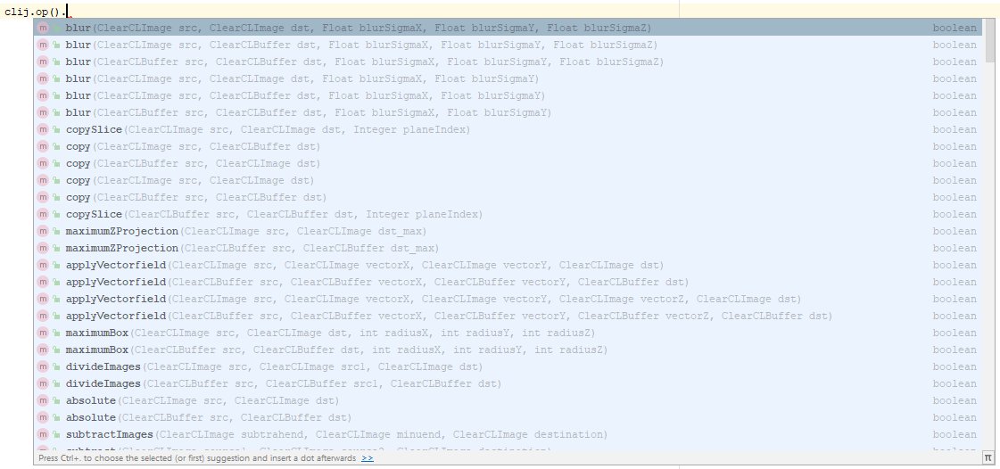 clij.op().
m blur(ClearCLImage src, ClearCLImage dst, Float blurSigmaX, Float blurSigmaY, Float blurSigmaZ) boolean
m blur(ClearCLImage src, ClearCLBuffer dst, Float blurSigmaX, Float blurSigmaY, Float blurSigmaZ) boolean
m blur(ClearCLBuffer src, ClearCLBuffer dst, Float blurSigmaX, Float blurSigmaY, Float blurSigmaZ) boolean
m blur(ClearCLImage src, ClearCLImage dst, Float blurSigmaX, Float blurSigmaY) boolean
m blur(ClearCLImage src, ClearCLBuffer dst, Float blurSigmaX, Float blurSigmaY) boolean
m blur(ClearCLBuffer src, ClearCLBuffer dst, Float blurSigmaX, Float blurSigmaY) boolean
m copySlice(ClearCLImage src, ClearCLImage dst, Integer planeIndex) boolean
m copy(ClearCLImage src, ClearCLBuffer dst) boolean
m copy(ClearCLBuffer src, ClearCLImage dst) boolean
m copy(ClearCLImage src, ClearCLImage dst) boolean
m copy(ClearCLBuffer src, ClearCLBuffer dst) boolean
m copySlice(ClearCLBuffer src, ClearCLBuffer dst, Integer planeIndex) boolean
m maximumZProjection(ClearCLImage src, ClearCLImage dst_max) boolean
m maximumZProjection(ClearCLBuffer src, ClearCLBuffer dst_max) boolean
m applyVectorfield(ClearCLImage src, ClearCLImage vectorX, ClearCLImage vectorY, ClearCLImage dst) boolean
m applyVectorfield(ClearCLBuffer src, ClearCLBuffer vectorX, ClearCLBuffer vectorY, ClearCLBuffer dst) boolean
m applyVectorfield(ClearCLImage src, ClearCLImage vectorX, ClearCLImage vectorY, ClearCLImage vectorZ, ClearCLImage dst) boolean
m applyVectorfield(ClearCLBuffer src, ClearCLBuffer vectorX, ClearCLBuffer vectorY, ClearCLBuffer vectorZ, ClearCLBuffer dst) boolean
m maximumBox(ClearCLImage src, ClearCLImage dst, int radiusX, int radiusY, int radiusZ) boolean
m maximumBox(ClearCLBuffer src, ClearCLBuffer dst, int radiusX, int radiusY, int radiusZ) boolean
m divideImages(ClearCLImage src, ClearCLImage src1, ClearCLImage dst) boolean
m divideImages(ClearCLBuffer src, ClearCLBuffer src1, ClearCLBuffer dst) boolean
m absolute(ClearCLImage src, ClearCLImage dst) boolean
m absolute(ClearCLBuffer src, ClearCLBuffer dst) boolean
m subtractImages(ClearCLImage subtrahend, ClearCLImage minuend, ClearCLImage destination) boolean
Press Ctrl+. to choose the selected (or first) suggestion and insert a dot afterwards >> π